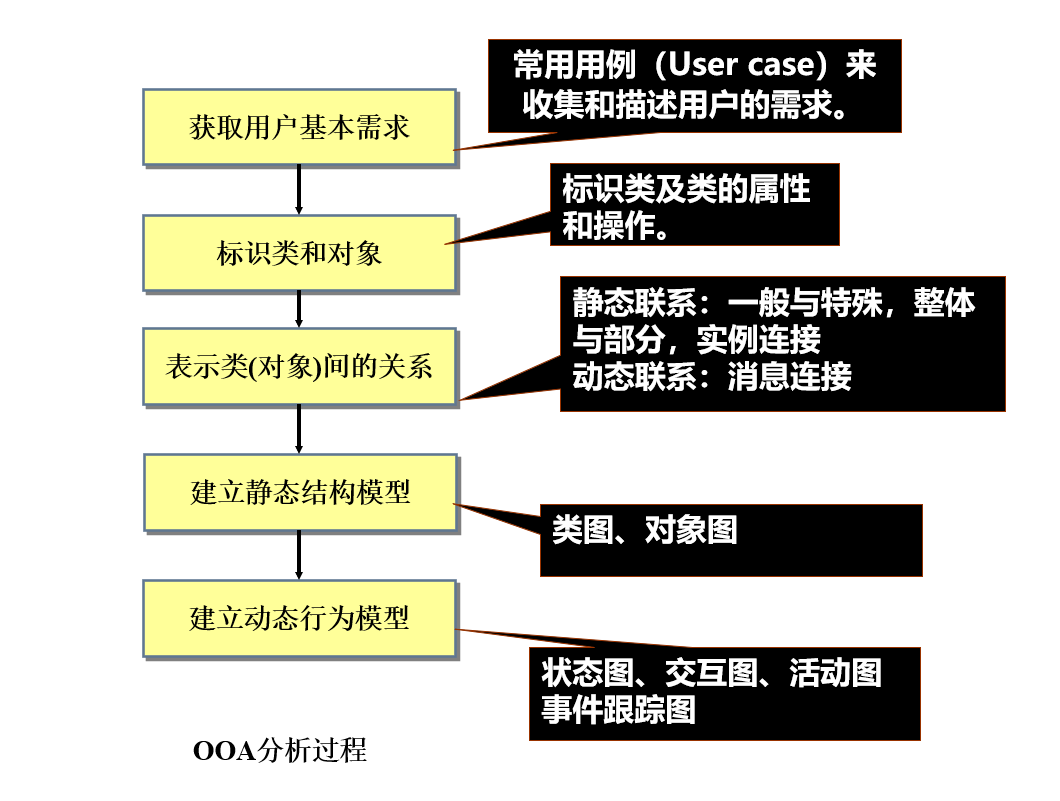 常用用例（User case）来
收集和描述用户的需求。
获取用户基本需求
标识类及类的属性
和操作。
标识类和对象
静态联系：一般与特殊，整体
与部分，实例连接
动态联系：消息连接
表示类(对象)间的关系
建立静态结构模型
类图、对象图
建立动态行为模型
状态图、交互图、活动图
事件跟踪图
OOA分析过程